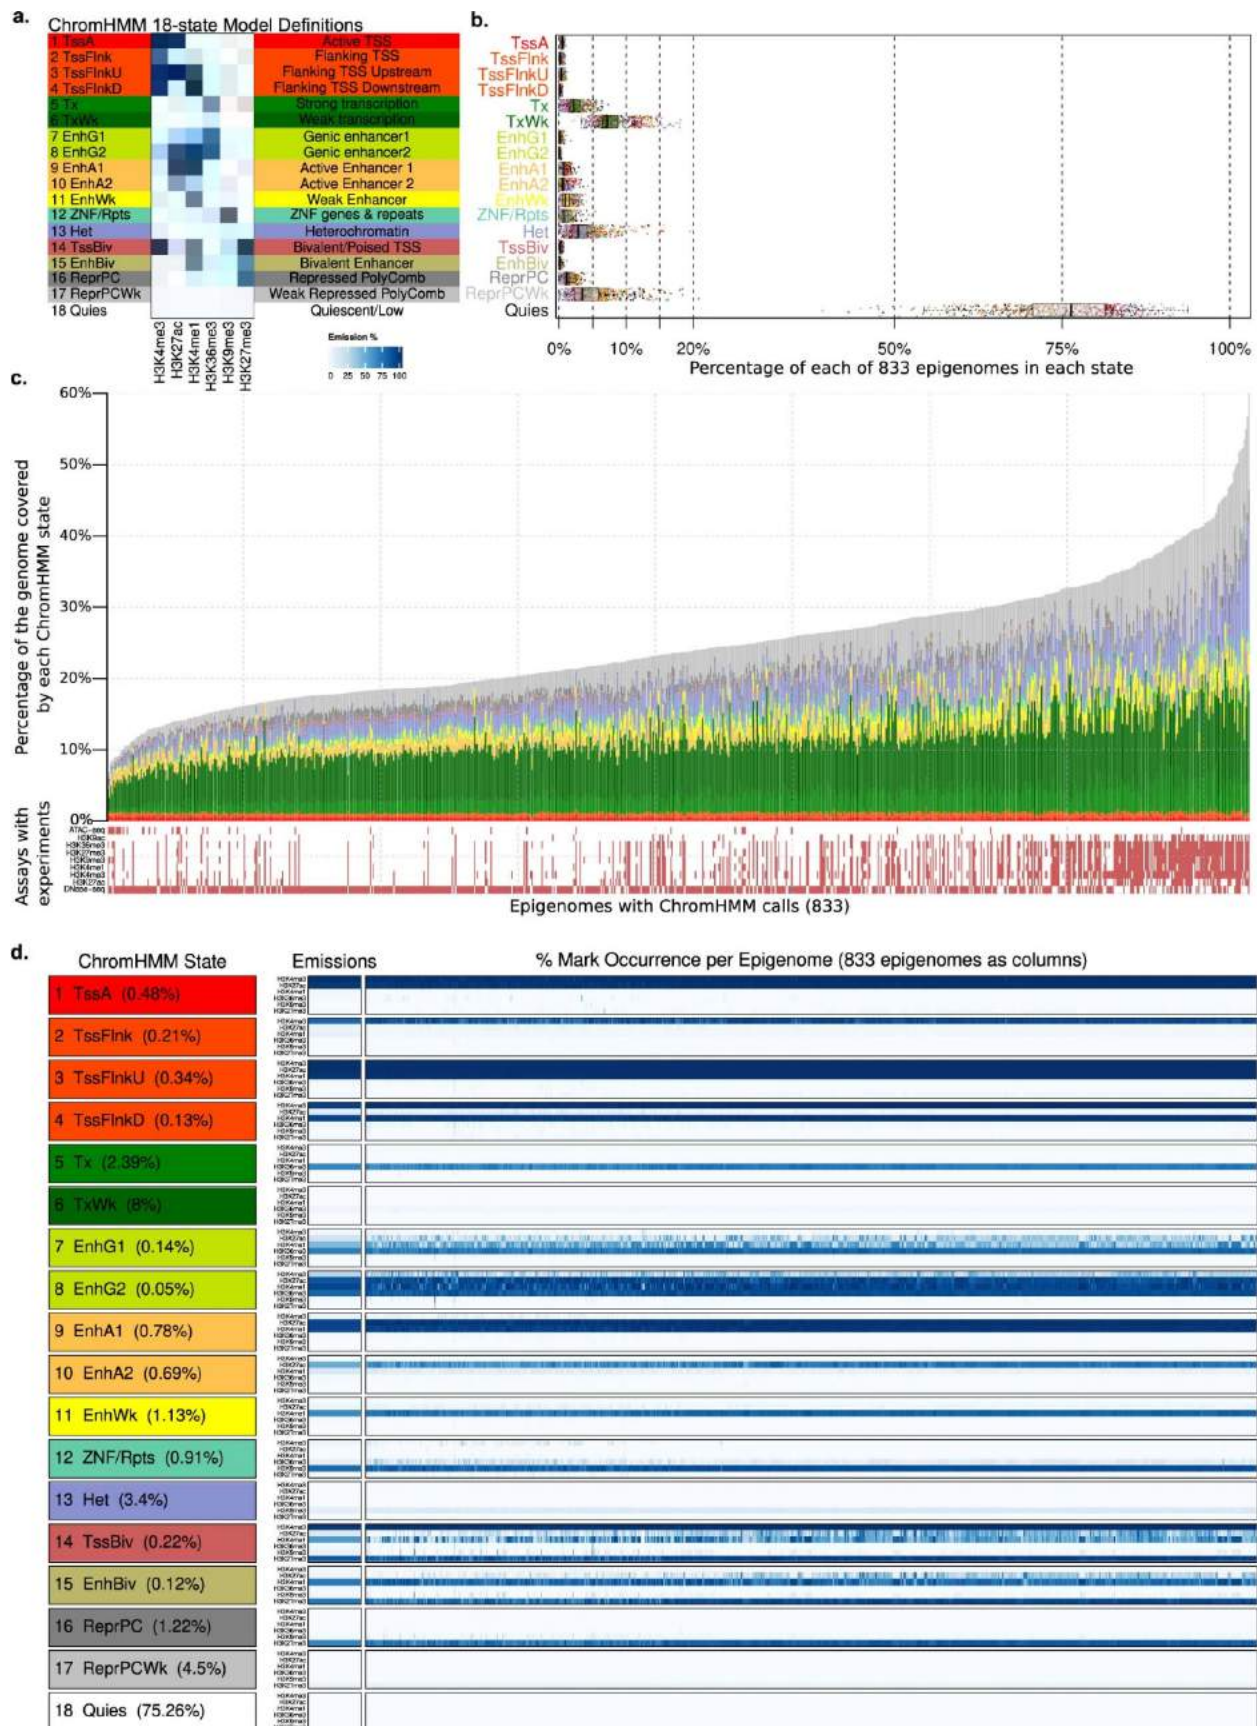 a.
ChromHMM 18-state Model Definitions
1 TssA Active TSS
2 TssFlnk Flanking TSS
3 TssFlnkU Flanking TSS Upstream
4 TssFlnkD Flanking TSS Downstream
5 Tx Strong transcription
6 TxWk Weak transcription
7 EnhG1 Genic enhancer1
8 EnhG2 Genic enhancer2
9 EnhA1 Active Enhancer 1
10 EnhA2 Active Enhancer 2
11 EnhWk Weak Enhancer
12 ZNF/Rpts ZNF genes & repeats
13 Het Heterochromatin
14 TssBiv Bivalent/Poised TSS
15 EnhBiv Bivalent Enhancer
16 ReprPC Repressed PolyComb
17 ReprPCWk Weak Repressed PolyComb
18 Quies Quiescent/Low
H3K4me3
H3K27ac
H3K4me1
H3K36me3
H3K9me3
H3K27me3
Emission %
0 25 50 75 100
b.
TssA
TssFlnk
TssFlnkU
TssFlnkD
Tx
TxWk
EnhG1
EnhG2
EnhA1
EnhA2
EnhWk
ZNF/Rpts
Het
TssBiv
EnhBiv
ReprPC
ReprPCWk
Quies
0% 10% 20% 50% 75% 100%
Percentage of each of 833 epigenomes in each state
c.
Percentage of the genome covered
by each ChromHMM state
60%
50%
40%
30%
20%
10%
0%
Assays with
experiments
ATAC-seq
H3K9ac
H3K36me3
H3K27me3
H3K9me3
H3K4me1
H3K27ac
DNase-seq
Epigenomes with ChromHMM calls (833)
d.
ChromHMM State Emissions % Mark Occurrence per Epigenome (833 epigenomes as columns)
1 TssA (0.48%)
2 TssFlnk (0.21%)
3 TssFlnkU (0.34%)
4 TssFlnkD (0.13%)
5 Tx (2.39%)
6 TxWk (8%)
7 EnhG1 (0.14%)
8 EnhG2 (0.05%)
9 EnhA1 (0.78%)
10 EnhA2 (0.69%)
11 EnhWk (1.13%)
12 ZNF/Rpts (0.91%)
13 Het (3.4%)
14 TssBiv (0.22%)
15 EnhBiv (0.12%)
16 ReprPC (1.22%)
17 ReprPCWk (4.5%)
18 Quies (75.26%)